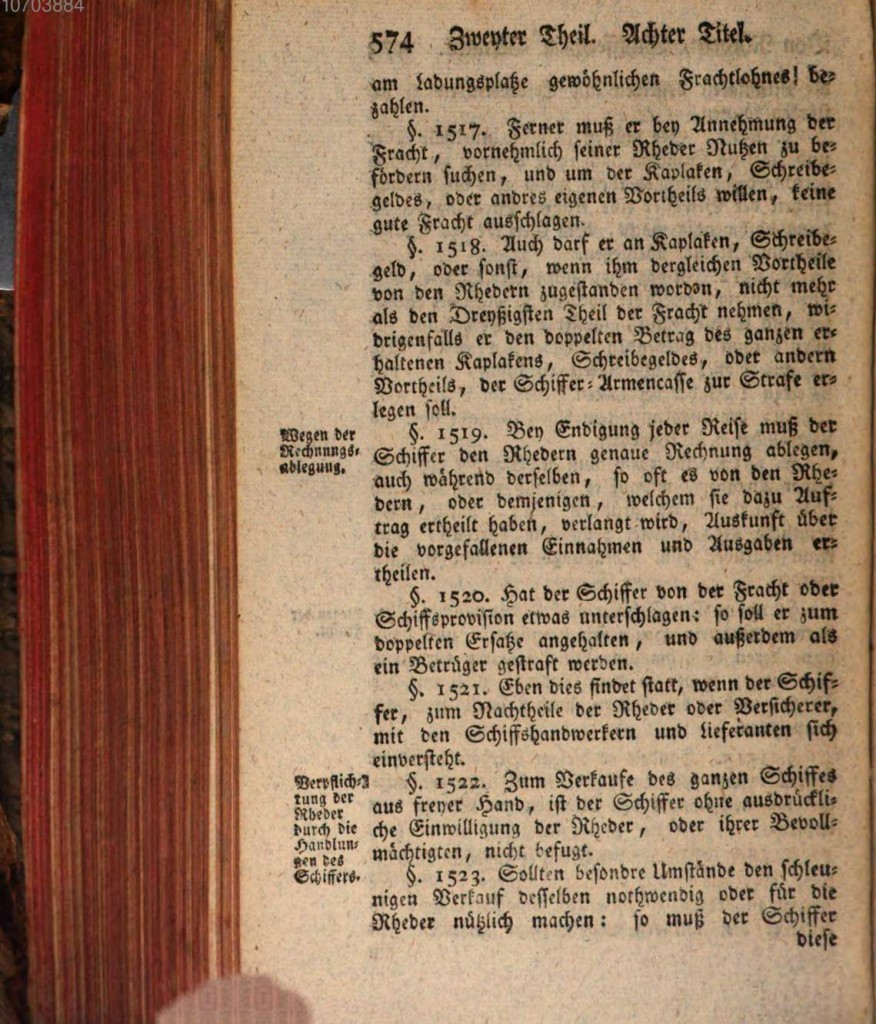 10703884
574 Zweyter Theil. Achter Titel.
am Ladungsplatze gewöhnlichen Frachtlohnes! be-
zahlen.
§. 1517. Ferner muß er bey Annehmung der
Fracht, vornehmlich seiner Rheder Nutzen zu be-
fördern suchen, und um der Kaplaken, Schreibe-
geldes, oder andres eigenen Vortheils willen, keine
gute Fracht ausschlagen.
§. 1518. Auch darf er an Kaplaken, Schreibe-
geld, oder sonst, wenn ihm dergleichen Vortheile
von den Rhedern zugestanden worden, nicht mehr
als den Dreyßigsten Theil der Fracht nehmen, wi-
drigenfalls er den doppelten Betrag des ganzen er-
haltenen Kaplakens, Schreibegeldes, oder andern
Vortheils, der Schiffer-Armencasse zur Strafe er-
legen soll.
Wegen der
Rechnungs-
ablegung.
§. 1519. Bey Endigung jeder Reise muß der
Schiffer den Rhedern genaue Rechnung ablegen,
auch während derselben, so oft es von den Rhe-
dern, oder demjenigen, welchem sie dazu Auf-
trag ertheilt haben, verlangt wird, Auskunft über
die vorgefallenen Einnahmen und Ausgaben er-
theilen.
§. 1520. Hat der Schiffer von der Fracht oder
Schiffsprovision etwas unterschlagen: so soll er zum
doppelten Ersatze angehalten, und außerdem als
ein Betrüger gestraft werden.
§. 1521. Eben dies findet statt, wenn der Schif-
fer, zum Nachtheile der Rheder oder Versicherer,
mit den Schiffshandwerkern und Lieferanten sich
einversteht.
Verpflich-
tung der
Rheder
durch die
Handlun-
gen des
Schiffers.
§. 1522. Zum Verkaufe des ganzen Schiffes
aus freyer Hand, ist der Schiffer ohne ausdrückli-
che Einwilligung der Rheder, oder ihrer Bevoll-
mächtigten, nicht befugt.
§. 1523. Sollten besondre Umstände den schleu-
nigen Verkauf desselben nothwendig oder für die
Rheder nützlich machen: so muß der Schiffer
diese